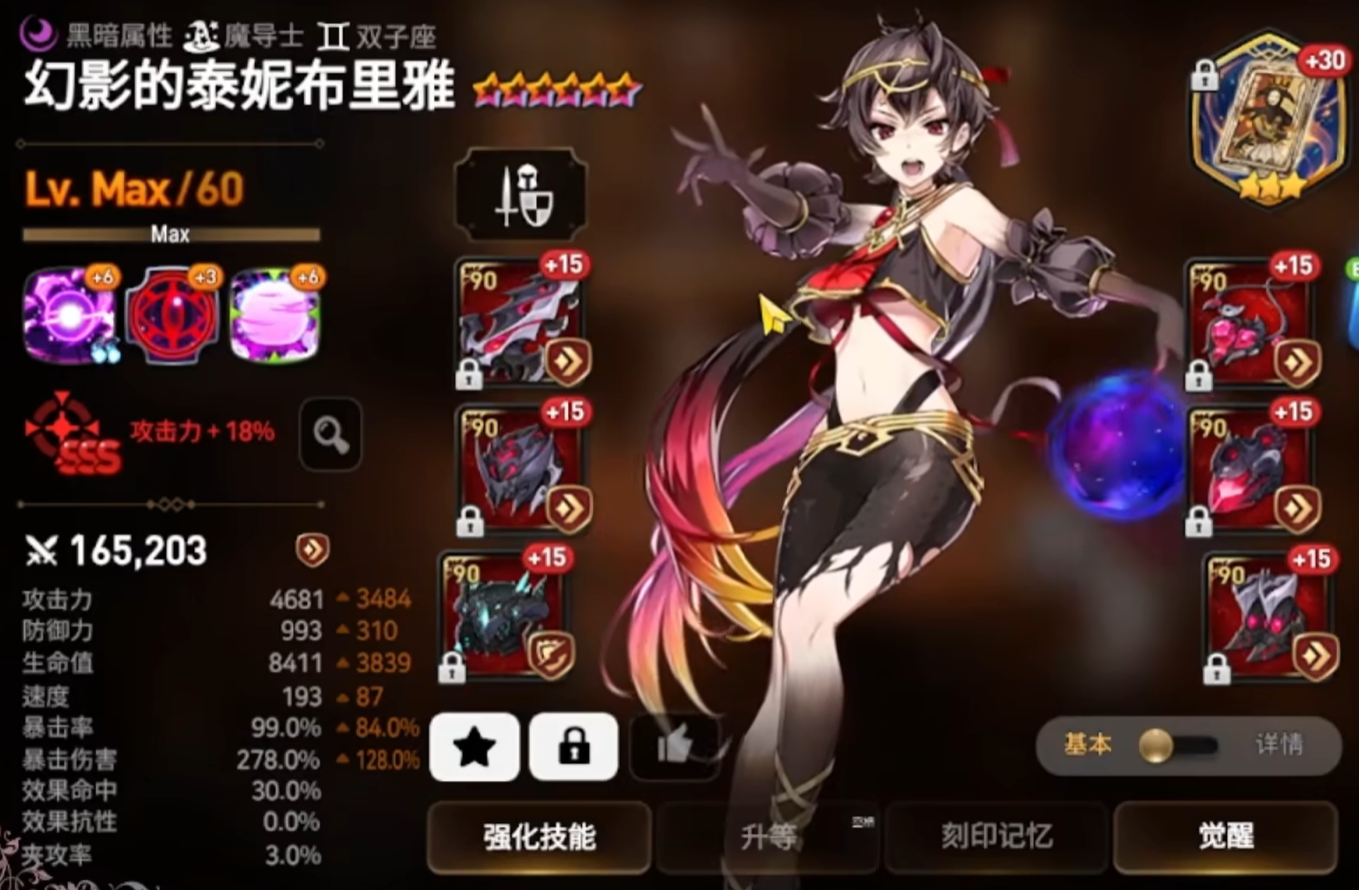 黑暗属性 魔导士 双子座
幻影的泰妮布里雅
+30
Lv. Max/60
Max
+6 +3 +6
攻击力+18%
SSS
165,203
攻击力 4681 3484
防御力 993 310
生命值 8411 3839
速度 193 87
暴击率 99.0% 84.0%
暴击伤害 278.0% 128.0%
效果命中 30.0%
效果抗性 0.0%
夹攻率 3.0%
90 +15
90 +15
90 +15
90 +15
90 +15
90 +15
基本 详情
强化技能 升等 刻印记忆 觉醒